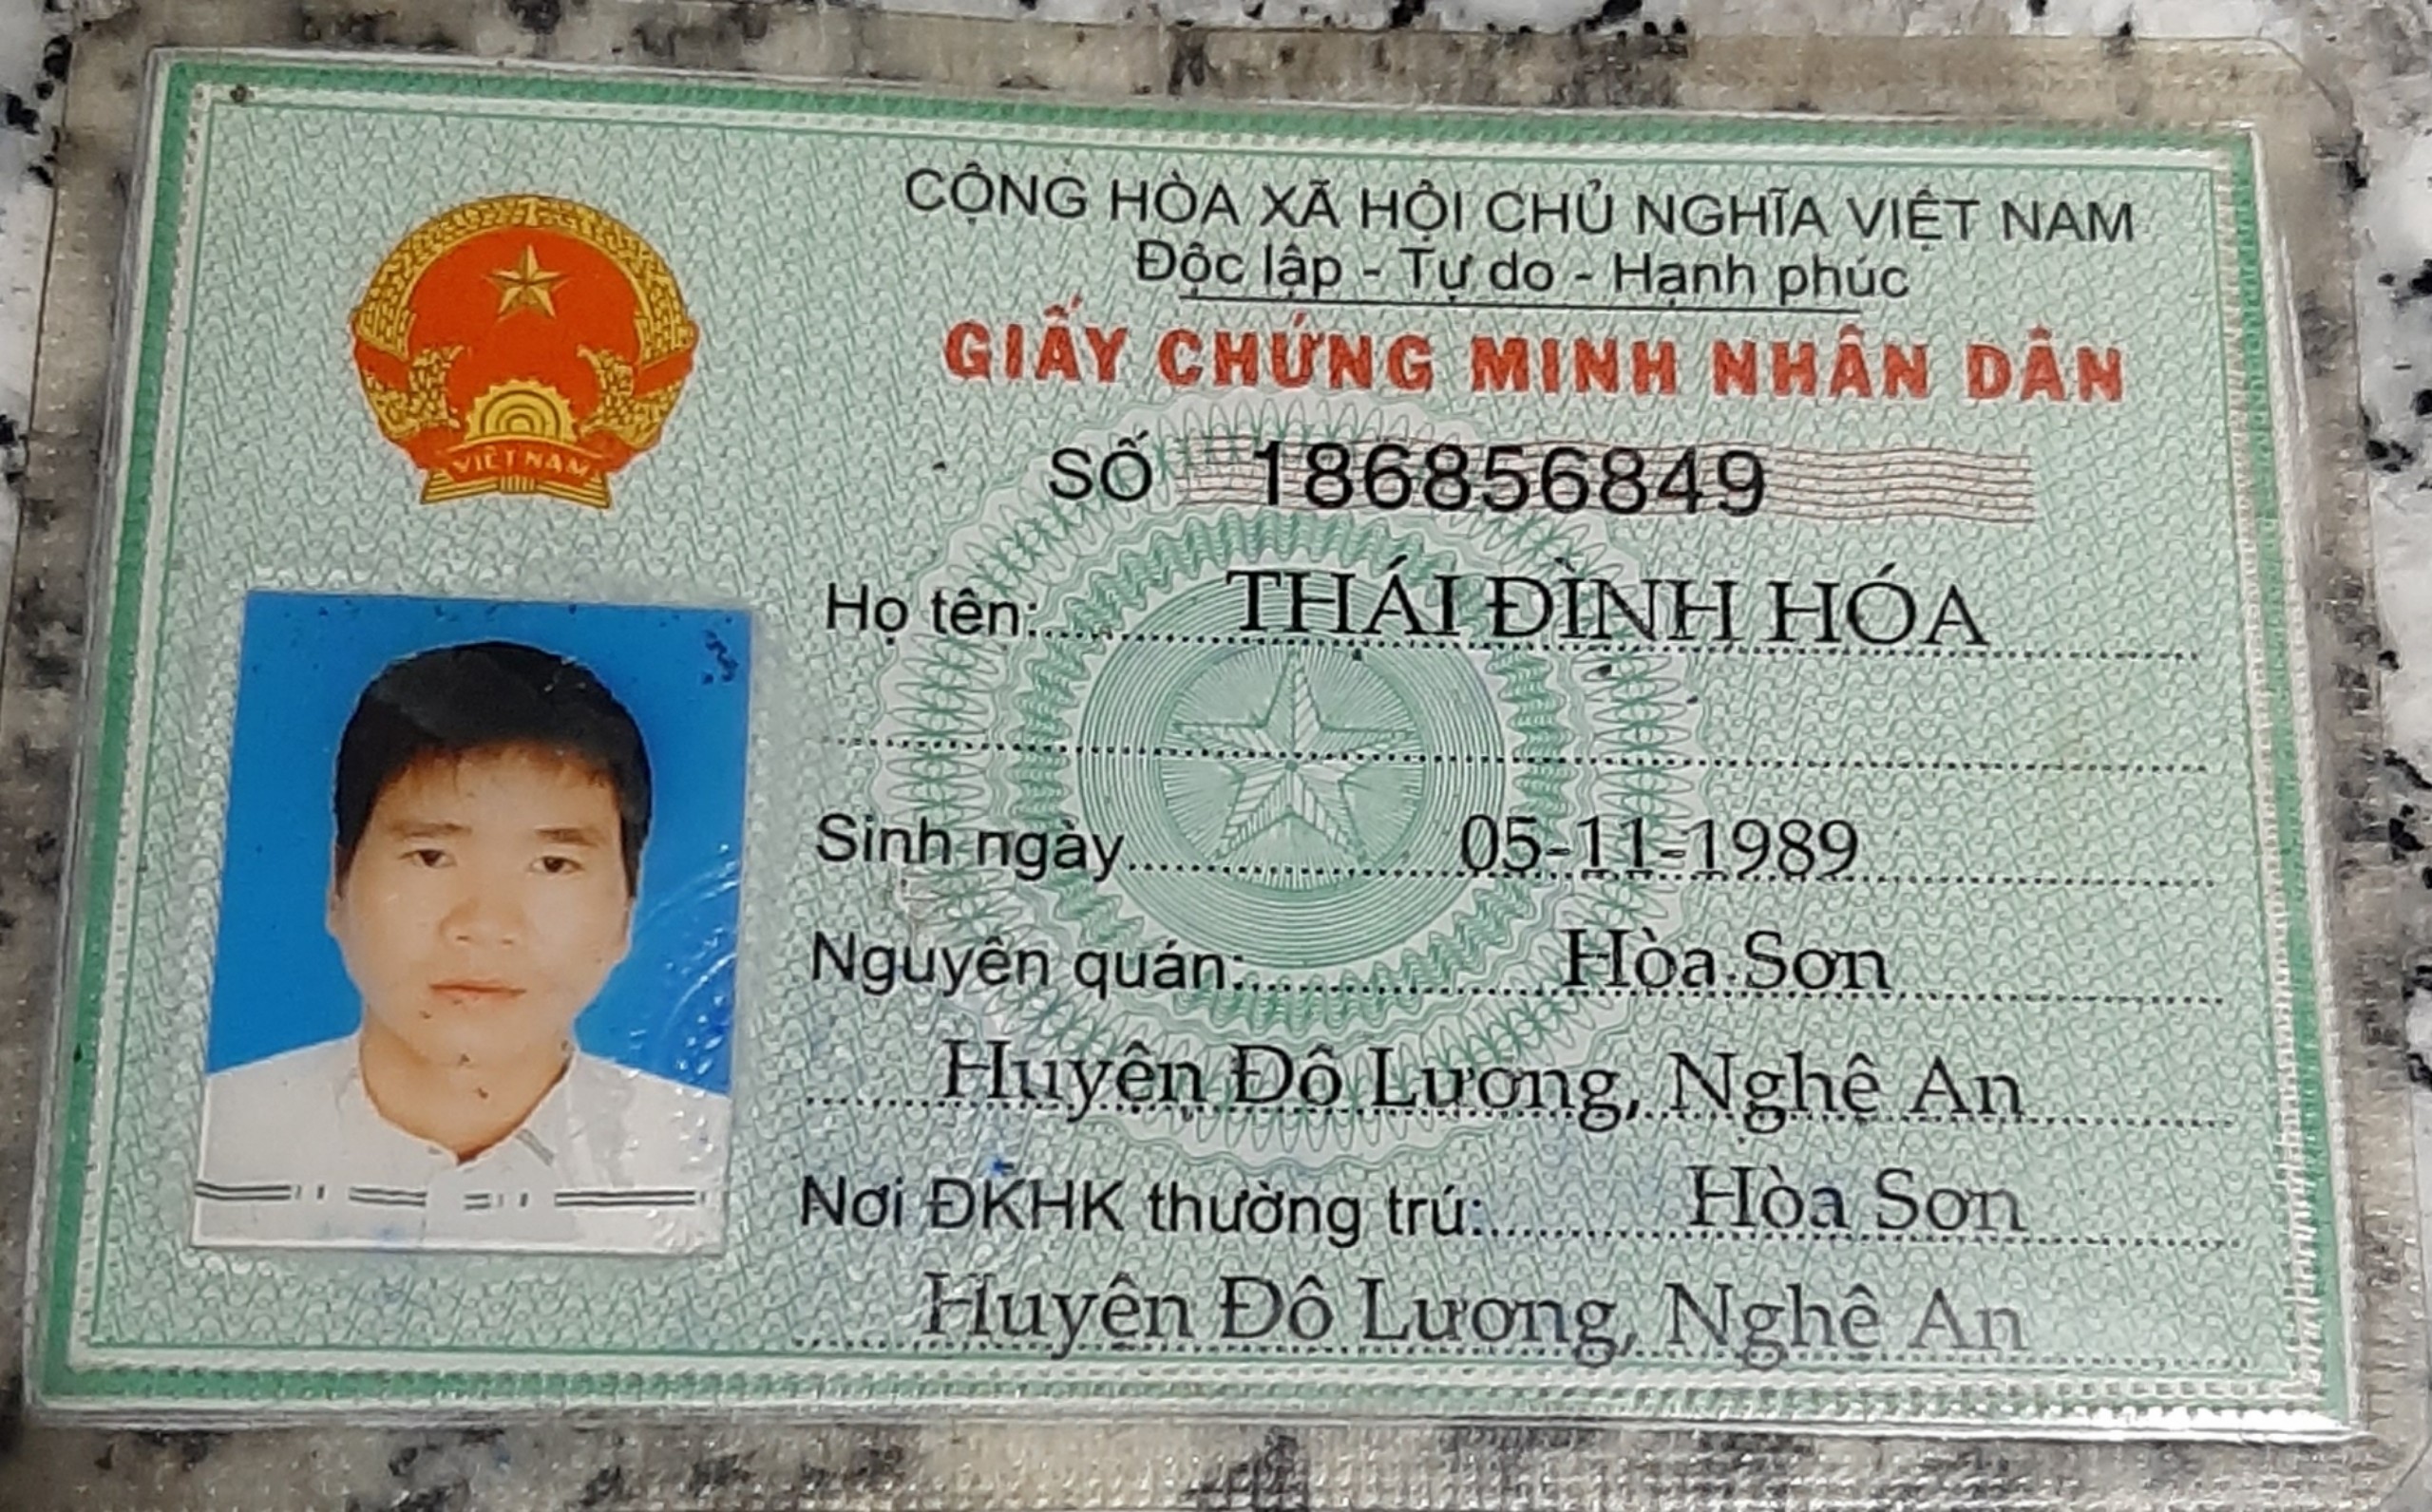 CỘNG HÒA XÃ HỘI CHỦ NGHĨA VIỆT NAM
Độc lập - Tự do - Hạnh phúc
GIẤY CHỨNG MINH NHÂN DÂN
VIỆT NAM
SỐ 186856849
Họ tên: THÁI ĐÌNH HÓA
Sinh ngày 05-11-1989
Nguyên quán: Hòa Sơn
Huyện Đô Lương, Nghệ An
Nơi ĐKHK thường trú: Hòa Sơn
Huyện Đô Lương, Nghệ An